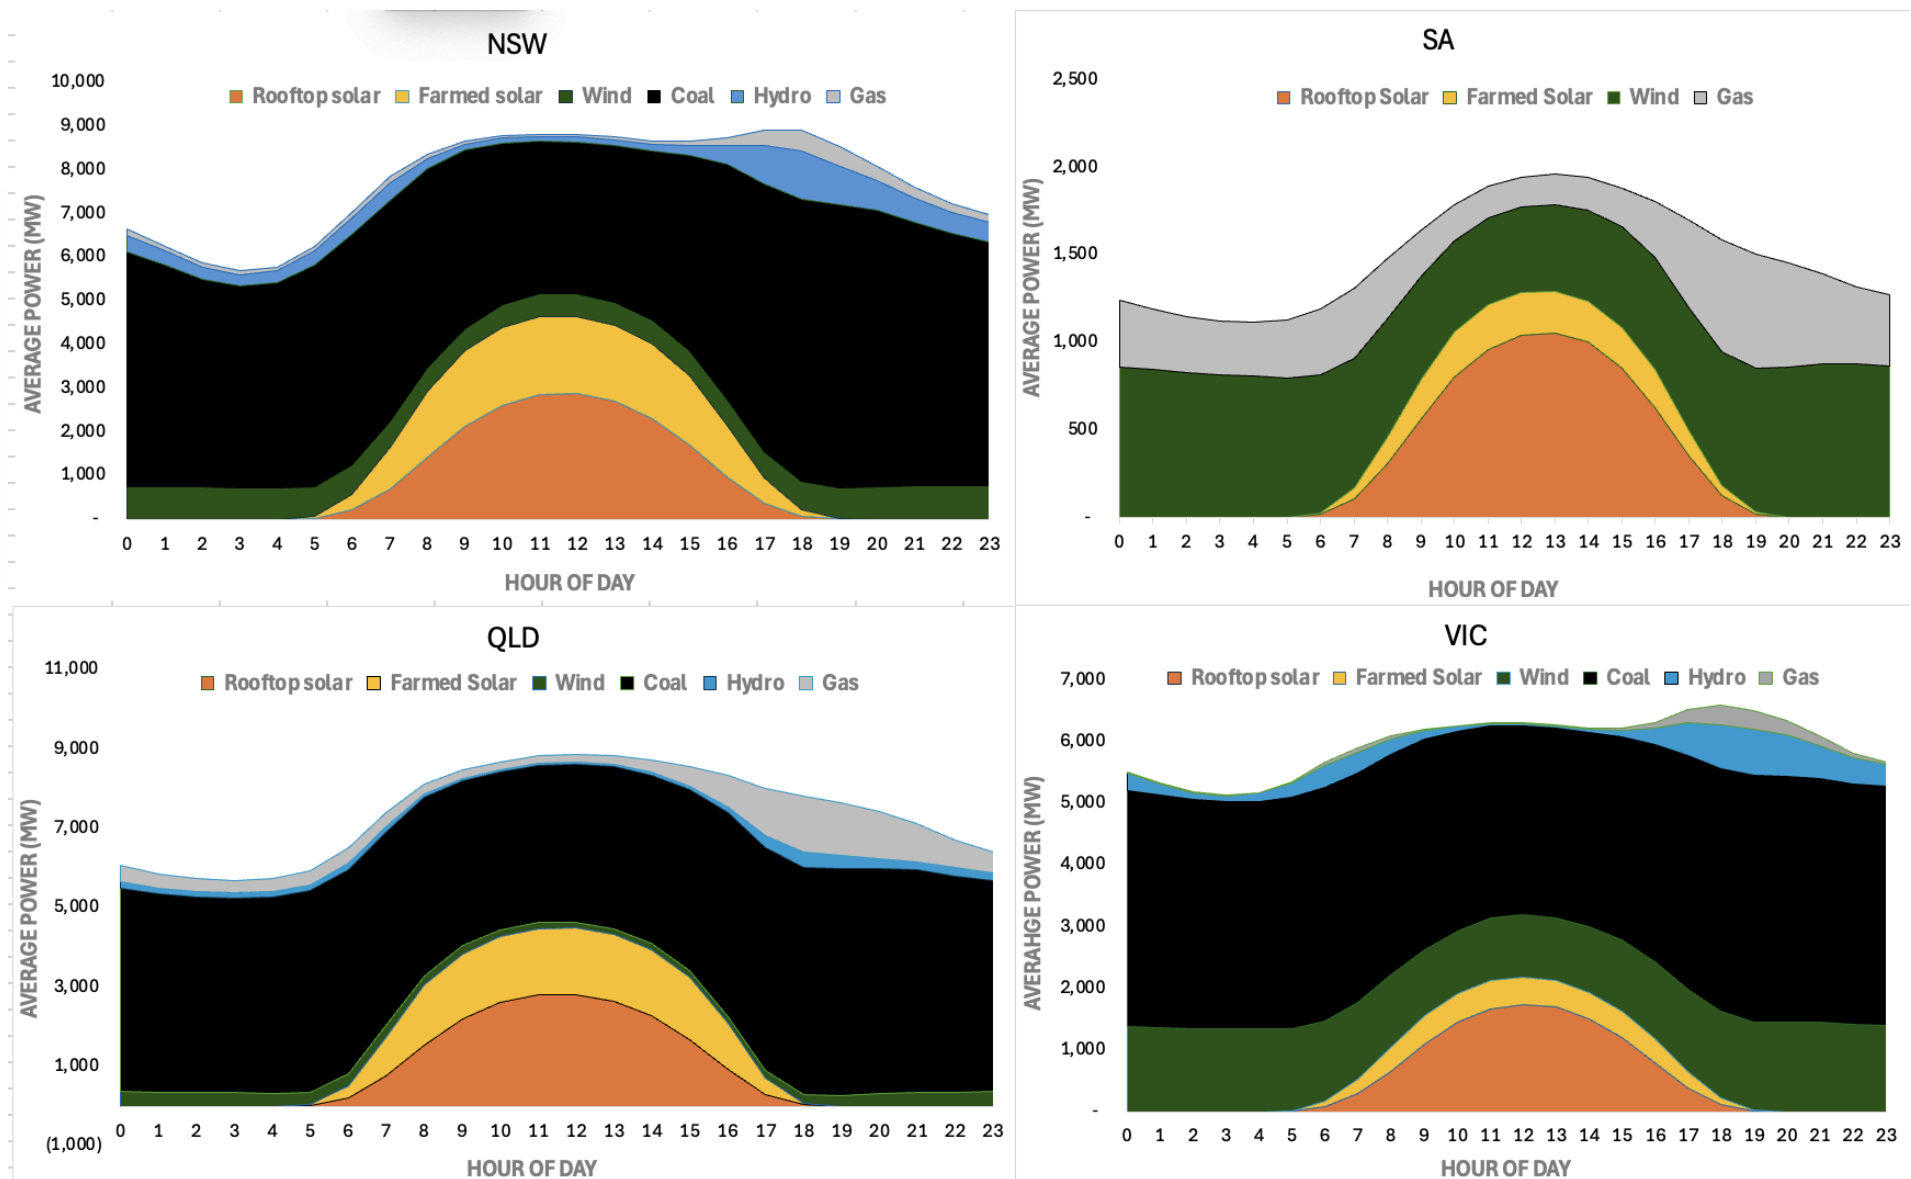 NSW
10,000
Rooftop solar Farmed solar Wind Coal Hydro Gas
9,000
8,000
7,000
6,000
5,000
4,000
3,000
2,000
1,000
-
AVERAGE POWER (MW)
0 1 2 3 4 5 6 7 8 9 10 11 12 13 14 15 16 17 18 19 20 21 22 23
HOUR OF DAY
SA
2,500
Rooftop Solar Farmed Solar Wind Gas
2,000
1,500
1,000
500
-
AVERAGE POWER (MW)
0 1 2 3 4 5 6 7 8 9 10 11 12 13 14 15 16 17 18 19 20 21 22 23
HOUR OF DAY
QLD
11,000
Rooftop solar Farmed Solar Wind Coal Hydro Gas
9,000
7,000
5,000
3,000
1,000
(1,000)
AVERAGE POWER (MW)
0 1 2 3 4 5 6 7 8 9 10 11 12 13 14 15 16 17 18 19 20 21 22 23
HOUR OF DAY
VIC
7,000
Rooftop solar Farmed Solar Wind Coal Hydro Gas
6,000
5,000
4,000
3,000
2,000
1,000
-
AVERAHGE POWER (MW)
0 1 2 3 4 5 6 7 8 9 10 11 12 13 14 15 16 17 18 19 20 21 22 23
HOUR OF DAY